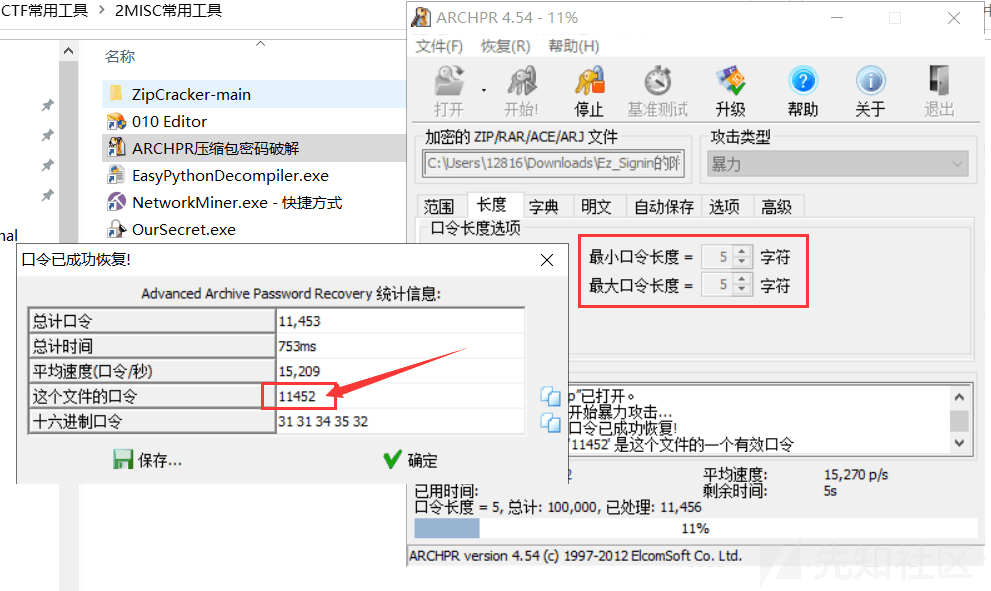 CTF常用工具 > 2MISC常用工具
名称
ZipCracker-main
010 Editor
ARCHPR压缩包密码破解
EasyPythonDecompiler.exe
NetworkMiner.exe - 快捷方式
OurSecret.exe
nal
ARCHPR 4.54 - 11%
文件(F) 恢复(R) 帮助(H)
打开 开始! 停止 基准测试 升级 帮助 关于 退出
加密的 ZIP/RAR/ACE/ARJ 文件
攻击类型
C:\Users\12816\Downloads\Ez_Signin的附
暴力
范围 长度 字典 明文 自动保存 选项 高级
口令长度选项
最小口令长度 = 5 字符
最大口令长度 = 5 字符
口令已成功恢复!
Advanced Archive Password Recovery 统计信息:
总计口令 11,453
总计时间 753ms
平均速度(口令/秒) 15,209
这个文件的口令 11452
十六进制口令 31 31 34 35 32
保存... 确定
p"已打开。
开始暴力攻击...
口令已成功恢复!
'11452' 是这个文件的一个有效口令
2 平均速度: 15,270 p/s
已用时间: 剩余时间: 5s
口令长度 = 5, 总计: 100,000, 已处理: 11,456
11%
ARCHPR version 4.54 (c) 1997-2012 ElcomSoft Co. Ltd.
先知社区